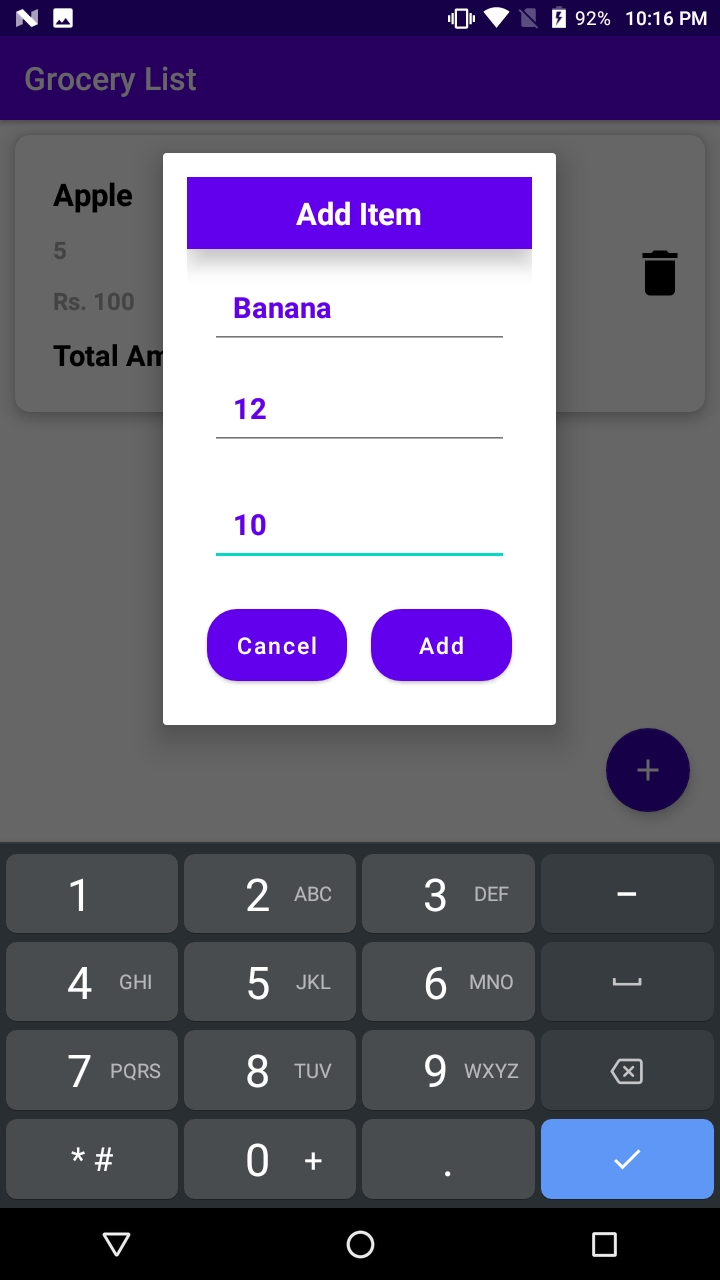 92% 10:16 PM
Grocery List
Apple
5
Rs. 100
Total Am
Add Item
Banana
12
10
Cancel Add
+
1 2 ABC 3 DEF –
4 GHI 5 JKL 6 MNO
7 PQRS 8 TUV 9 WXYZ
* # 0 + .